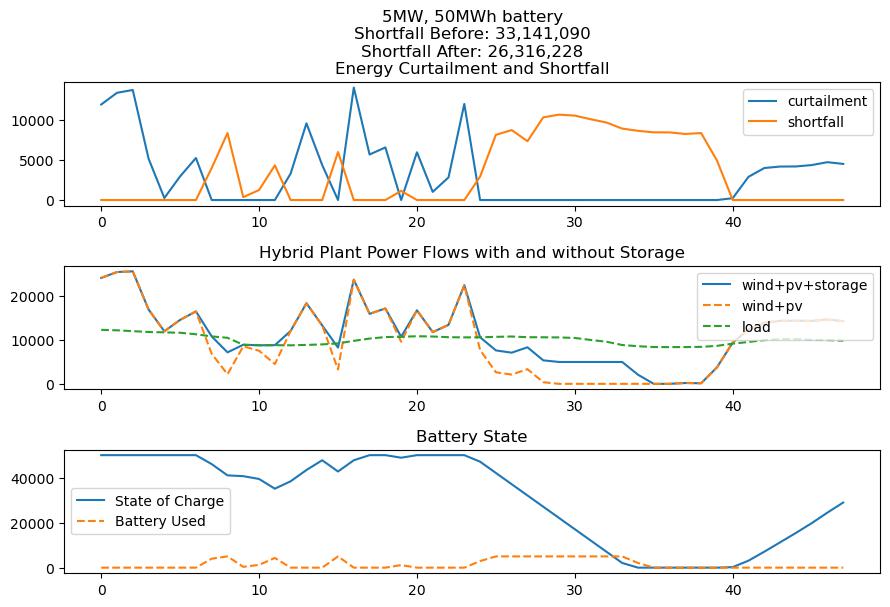 5MW, 50MWh battery
Shortfall Before: 33,141,090
Shortfall After: 26,316,228
Energy Curtailment and Shortfall
10000
5000
0
curtailment
shortfall
0 10 20 30 40
Hybrid Plant Power Flows with and without Storage
20000
10000
0
wind+pv+storage
wind+pv
load
0 10 20 30 40
Battery State
40000
20000
0
State of Charge
Battery Used
0 10 20 30 40